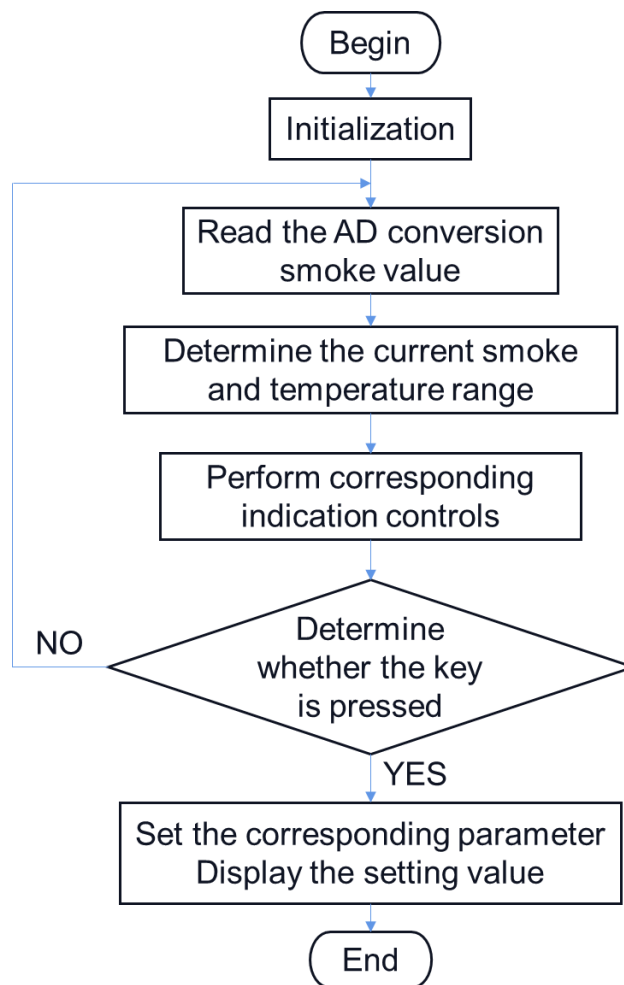 Begin
Initialization
Read the AD conversion
smoke value
Determine the current smoke
and temperature range
Perform corresponding
indication controls
Determine
whether the key
is pressed
NO
YES
Set the corresponding parameter
Display the setting value
End